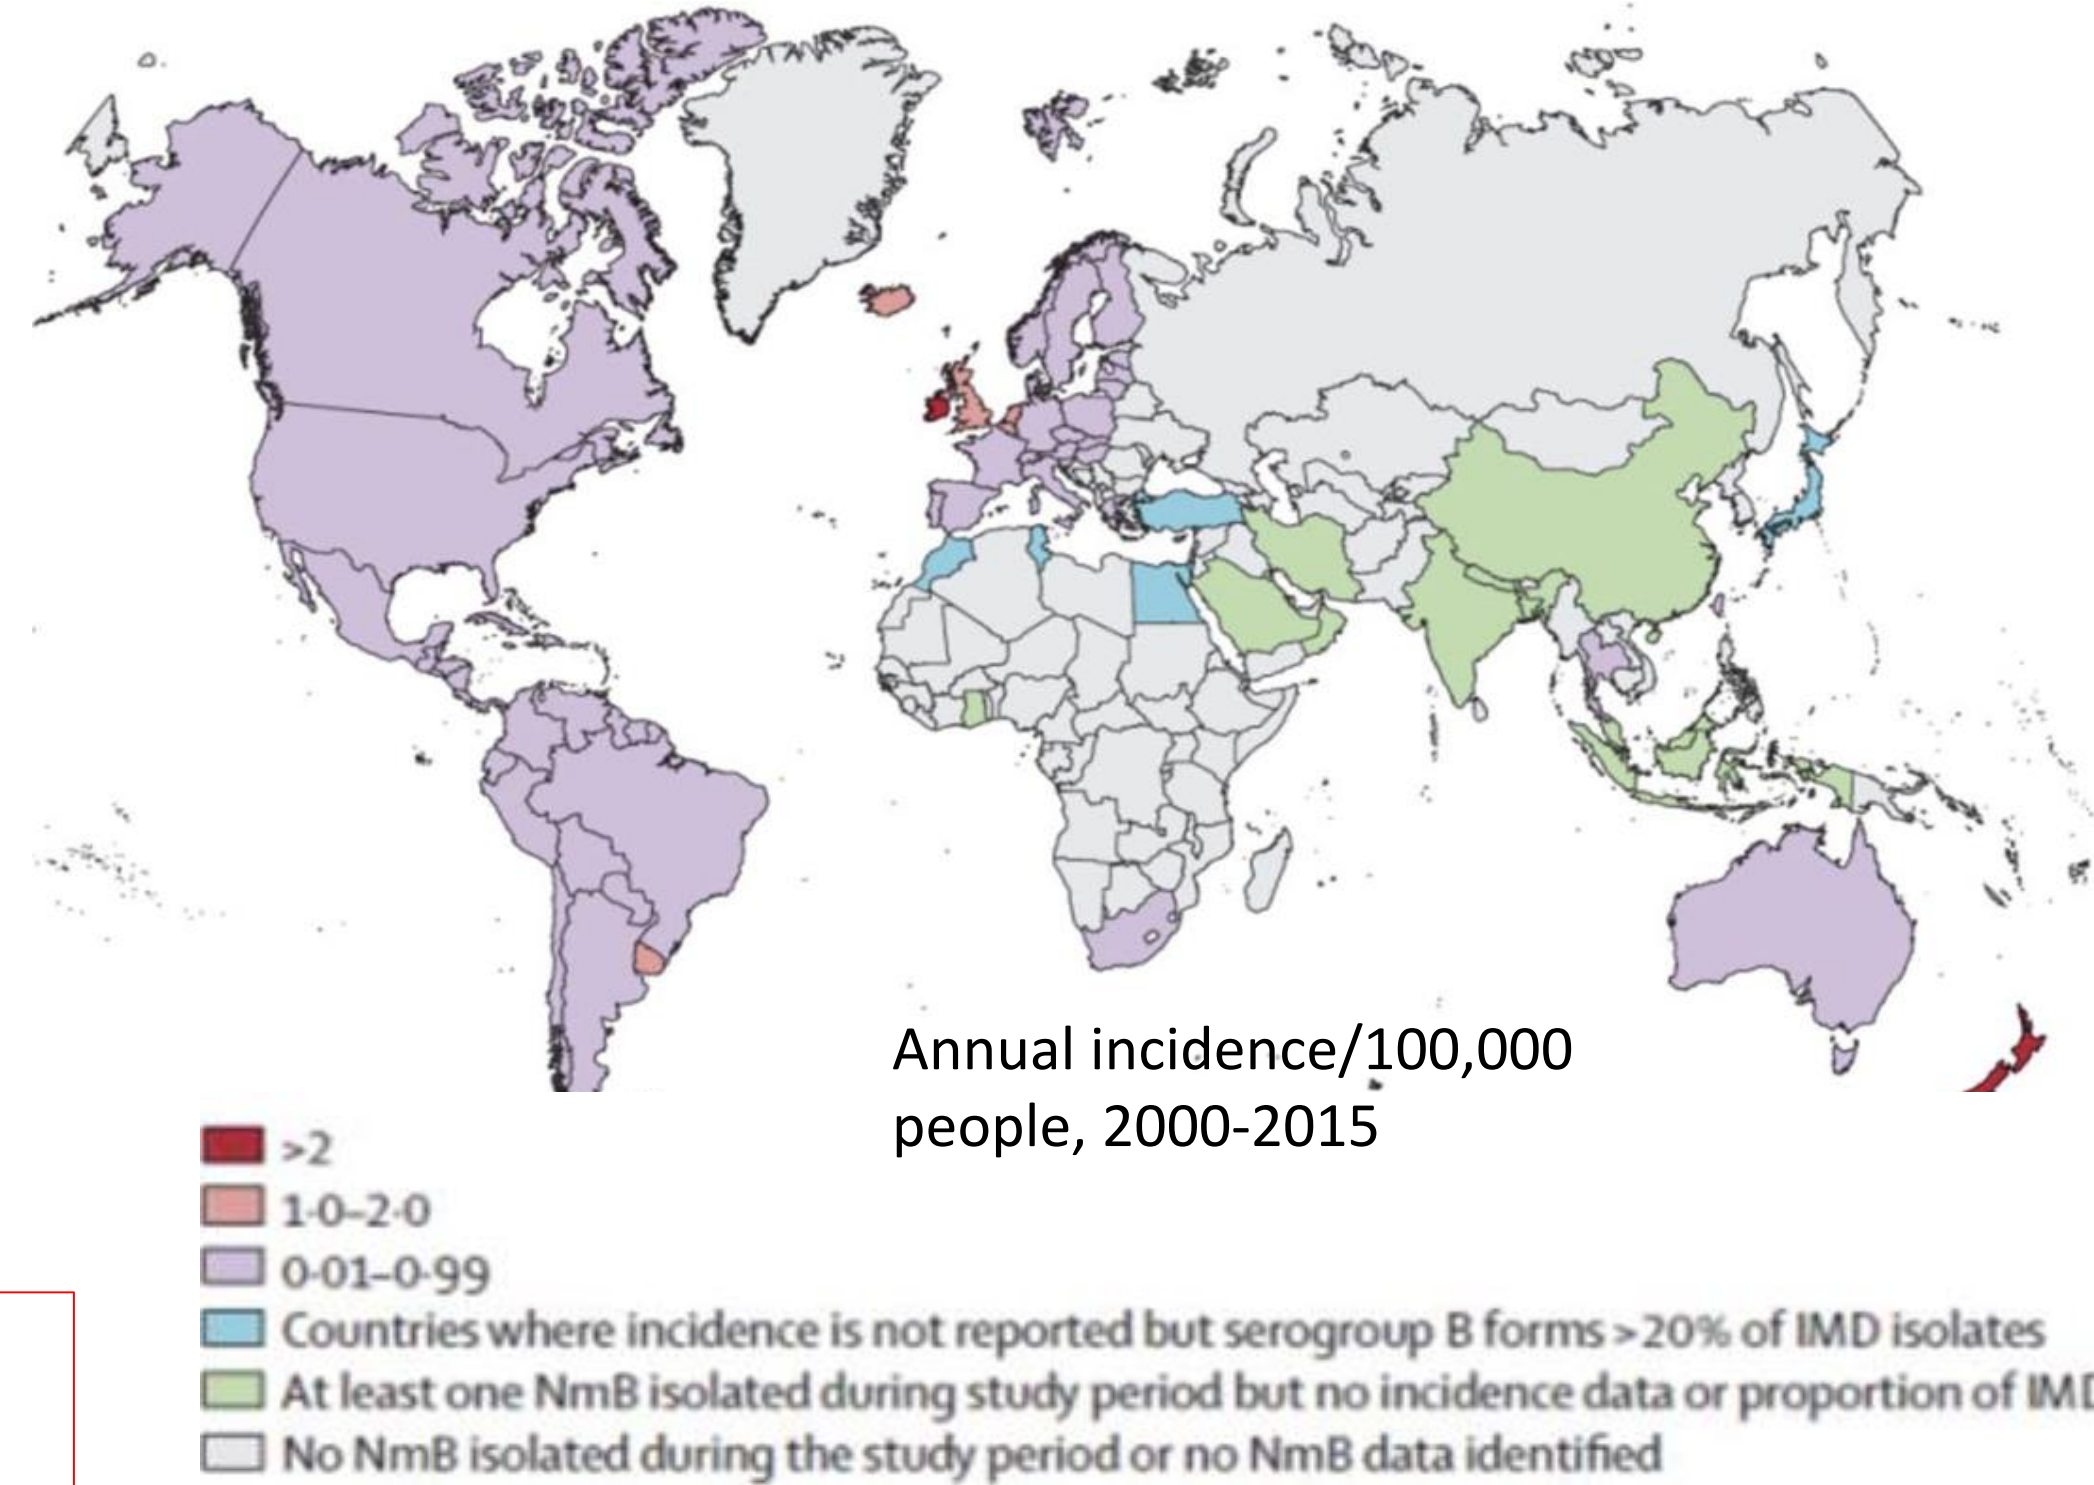 Annual incidence/100,000
people, 2000-2015
>2
1·0–2·0
0·01–0·99
Countries where incidence is not reported but serogroup B forms >20% of IMD isolates
At least one NmB isolated during study period but no incidence data or proportion of IMD
No NmB isolated during the study period or no NmB data identified